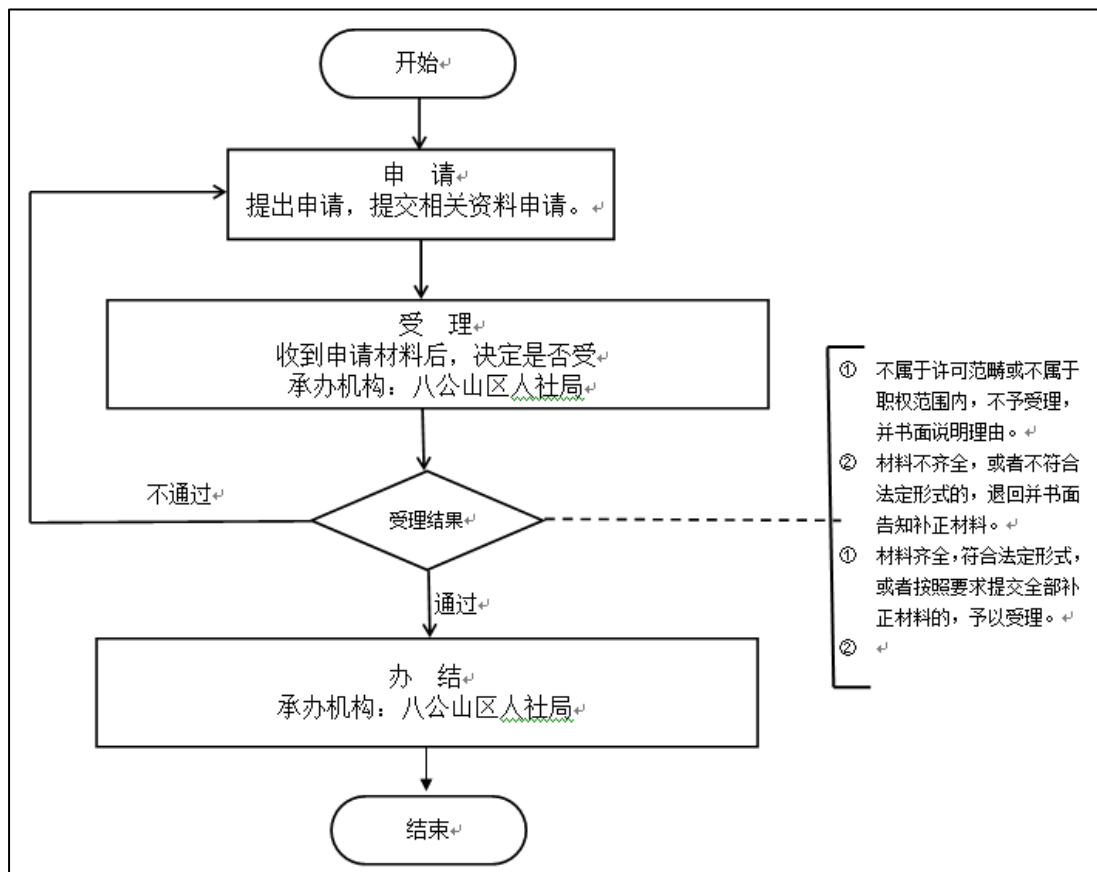 开始
申　请
提出申请，提交相关资料申请。
受　理
收到申请材料后，决定是否受
承办机构：八公山区人社局
不通过
受理结果
通过
办　结
承办机构：八公山区人社局
结束
① 不属于许可范畴或不属于
职权范围内，不予受理，
并书面说明理由。
② 材料不齐全，或者不符合
法定形式的，退回并书面
告知补正材料。
① 材料齐全，符合法定形式，
或者按照要求提交全部补
正材料的，予以受理。
②